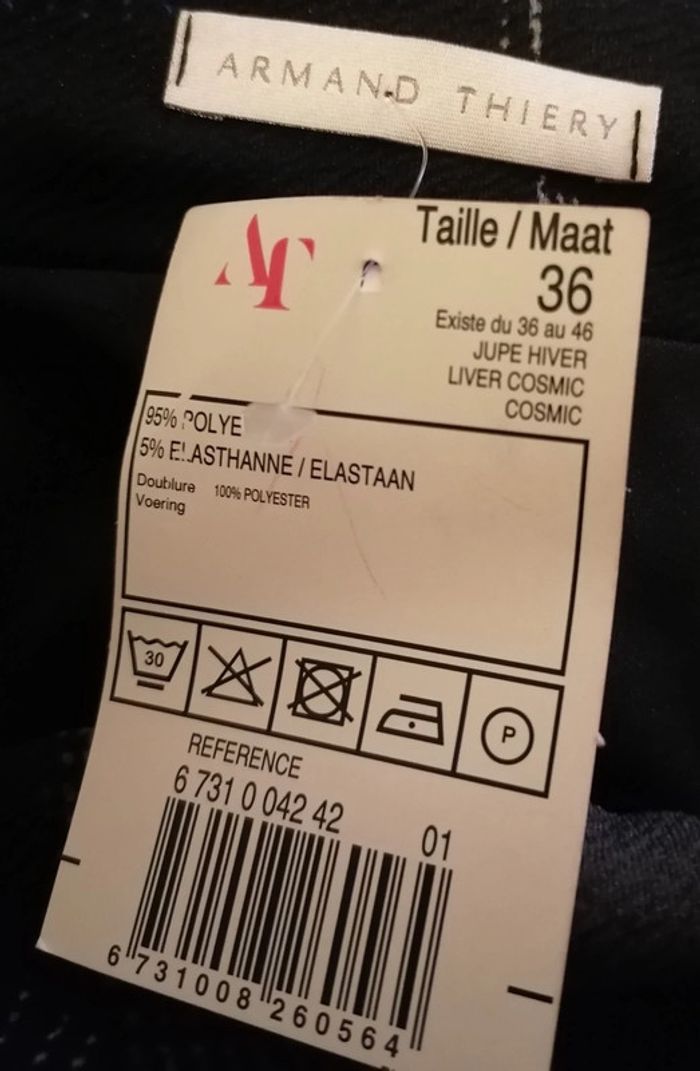 ARMAND THIERY
AT
Taille / Maat
36
Existe du 36 au 46
JUPE HIVER
LIVER COSMIC
COSMIC
95% POLYE
5% ELASTHANNE / ELASTAAN
Doublure 100% POLYESTER
Voering
30
P
REFERENCE
6 731 0 042 42 01
6 731008 260564